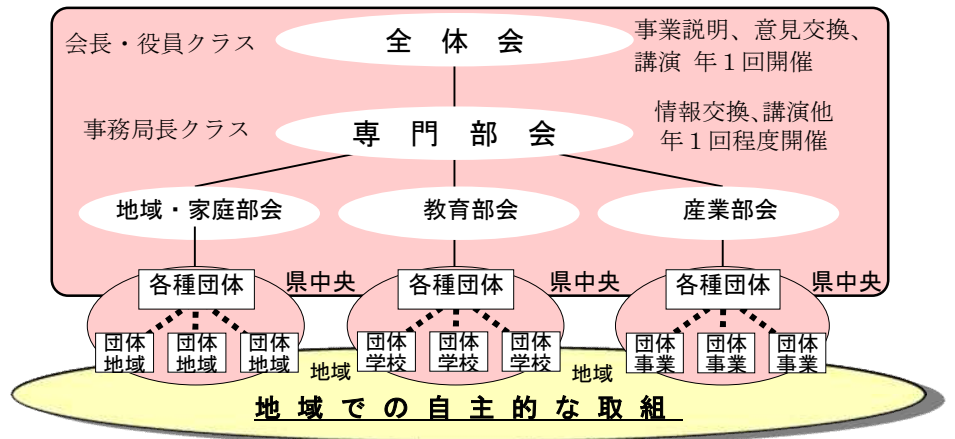 会長・役員クラス
全体会
事業説明、意見交換、
講演 年１回開催
事務局長クラス
専門部会
情報交換、講演他
年１回程度開催
地域・家庭部会
教育部会
産業部会
各種団体
県中央
各種団体
県中央
各種団体
県中央
団体
地域
団体
地域
団体
地域
団体
学校
団体
学校
団体
学校
団体
事業
団体
事業
団体
事業
地域
地域
地域での自主的な取組